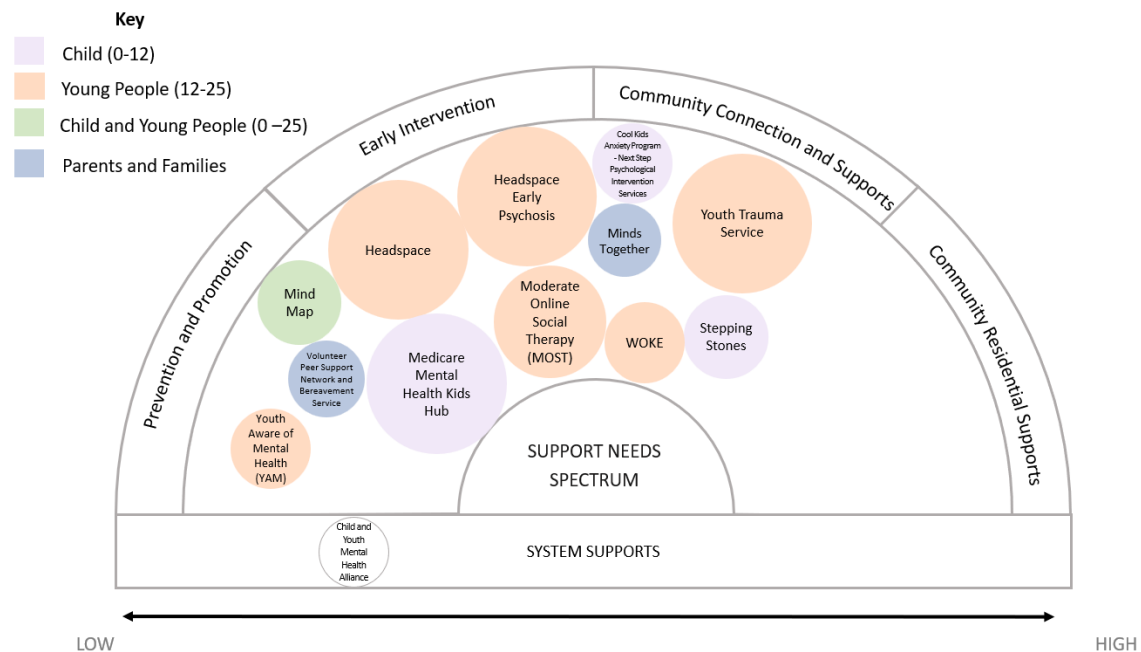 Key
Child (0-12)
Young People (12-25)
Child and Young People (0 –25)
Parents and Families
Prevention and Promotion
Early Intervention
Community Connection and Supports
Community Residential Supports
Cool Kids
Anxiety Program
- Next Step
Psychological
Intervention
Services
Headspace
Early
Psychosis
Youth Trauma
Service
Minds
Together
Headspace
Mind
Map
Moderate
Online
Social
Therapy
(MOST)
WOKE
Stepping
Stones
Volunteer
Peer Support
Network and
Bereavement
Service
Medicare
Mental
Health Kids
Hub
Youth
Aware of
Mental
Health
(YAM)
SUPPORT NEEDS
SPECTRUM
Child and
Youth
Mental
Health
Alliance
SYSTEM SUPPORTS
LOW
HIGH